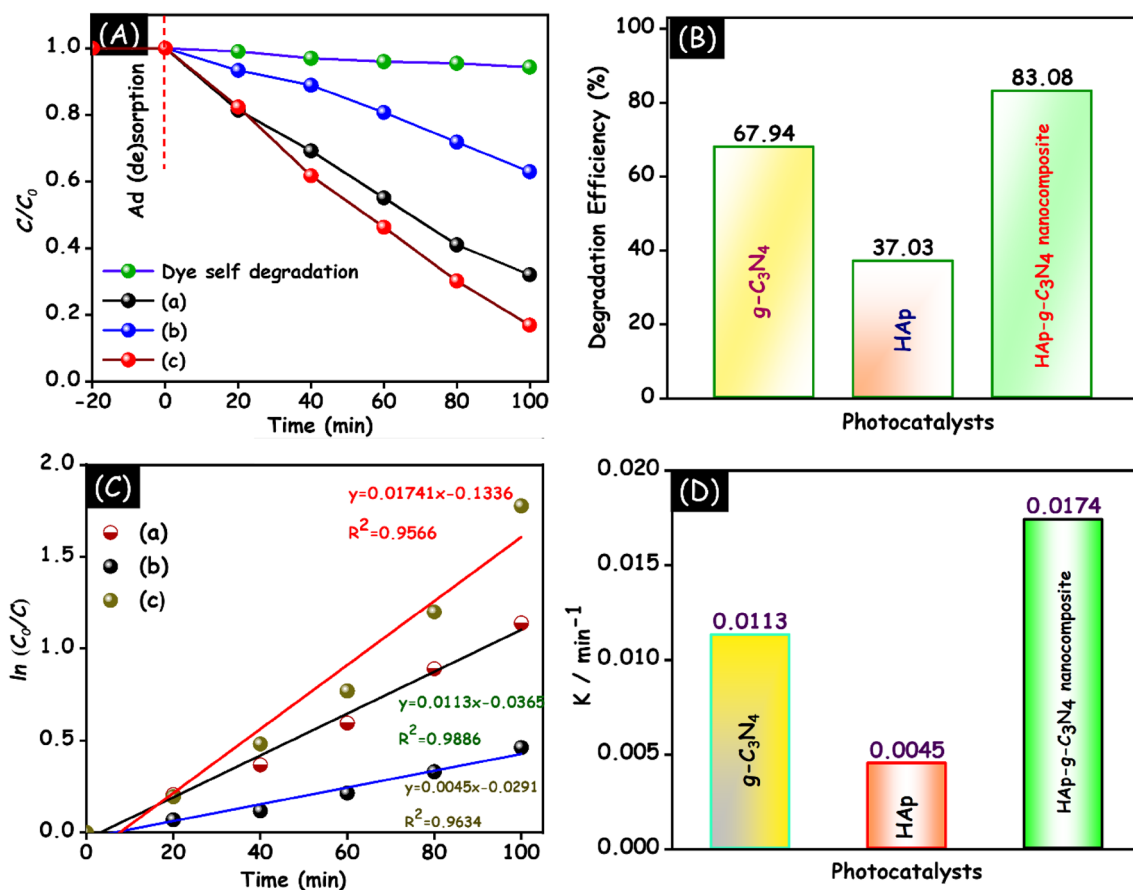 (A)
1.0
0.8
0.6
0.4
0.2
0.0
C/C₀
Ad (de)sorption
Dye self degradation
(a)
(b)
(c)
-20
0
20
40
60
80
100
Time (min)
(B)
80
60
40
20
0
Degradation Efficiency (%)
67.94
37.03
83.08
g-C₃N₄
HAp
HAp-g-C₃N₄ nanocomposite
Photocatalysts
(C)
2.0
1.5
1.0
0.5
0.0
ln (C₀/C)
(a)
(b)
(c)
y=0.01741x-0.1336
R²=0.9566
y=0.0113x-0.0365
R²=0.9886
y=0.0045x-0.0291
R²=0.9634
0
20
40
60
80
100
Time (min)
(D)
0.020
0.015
0.010
0.005
0.000
K / min⁻¹
0.0113
0.0045
0.0174
g-C₃N₄
HAp
HAp-g-C₃N₄ nanocomposite
Photocatalysts